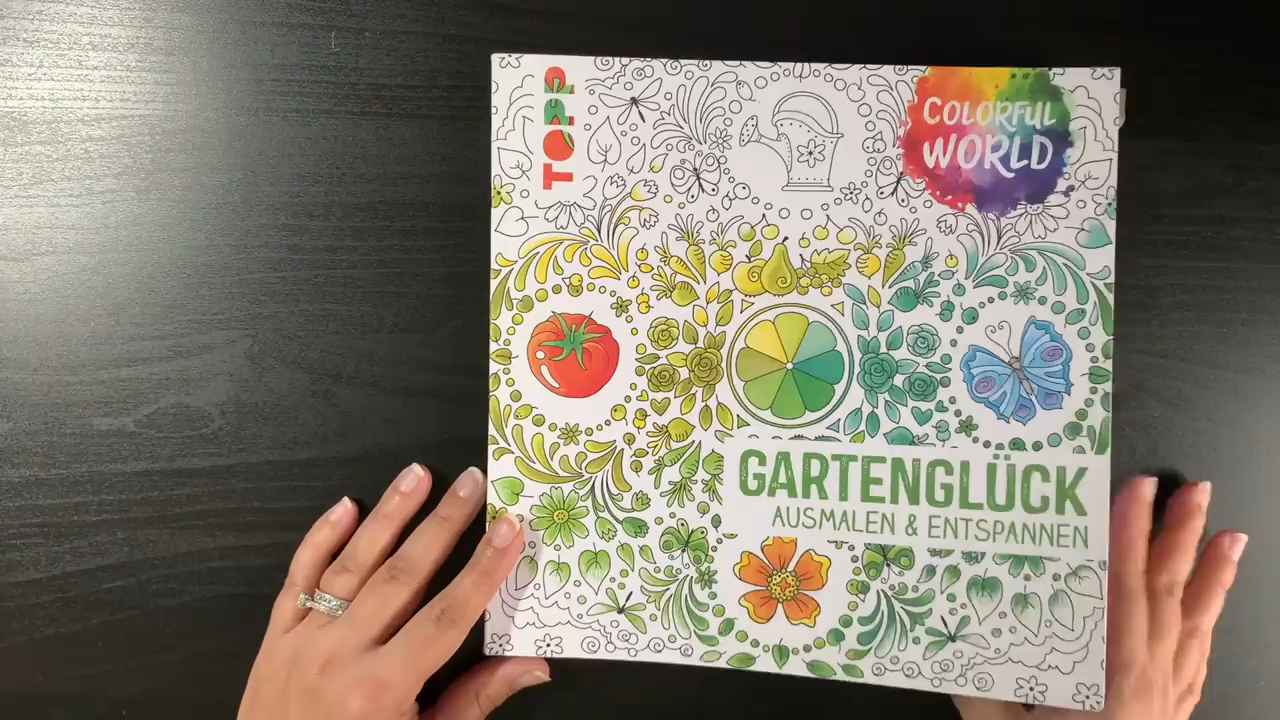 TOPP
COLORFUL
WORLD
GARTENGLÜCK
AUSMALEN & ENTSPANNEN